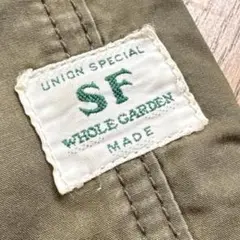 UNION SPECIAL
SF
WHOLE GARDEN
MADE